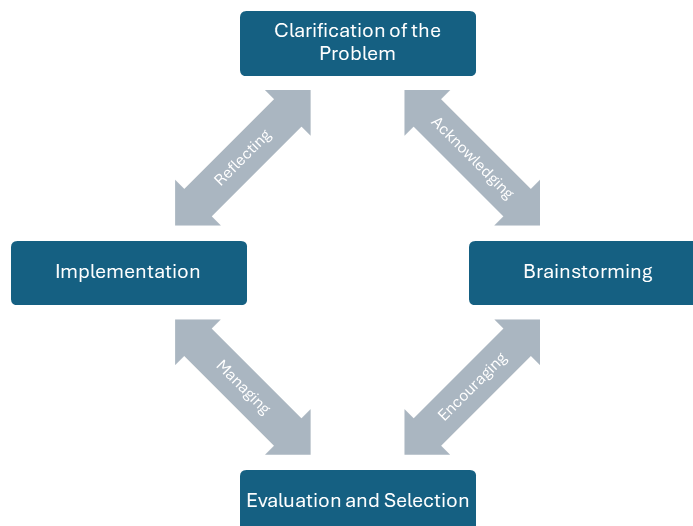 Clarification of the
Problem
Reflecting
Acknowledging
Implementation
Brainstorming
Managing
Encouraging
Evaluation and Selection